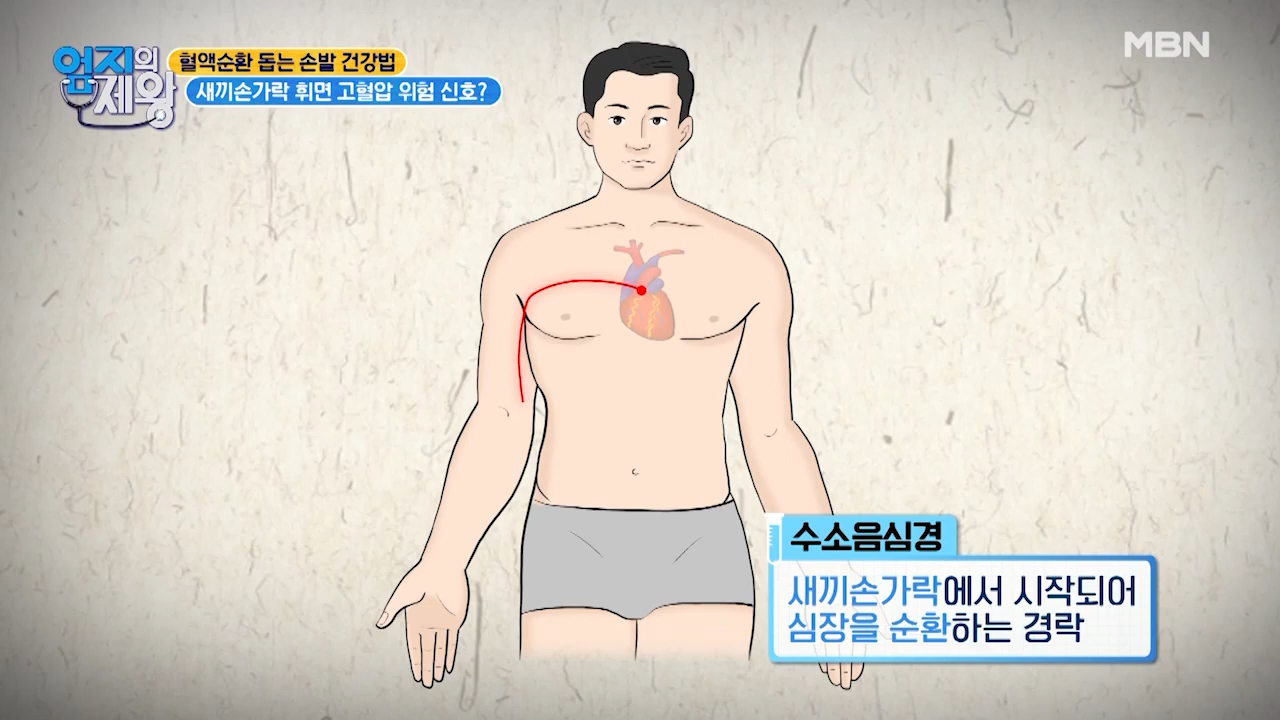 엄지의 제왕
혈액순환 돕는 손발 건강법
새끼손가락 휘면 고혈압 위험 신호?
MBN
수소음심경
새끼손가락에서 시작되어
심장을 순환하는 경락